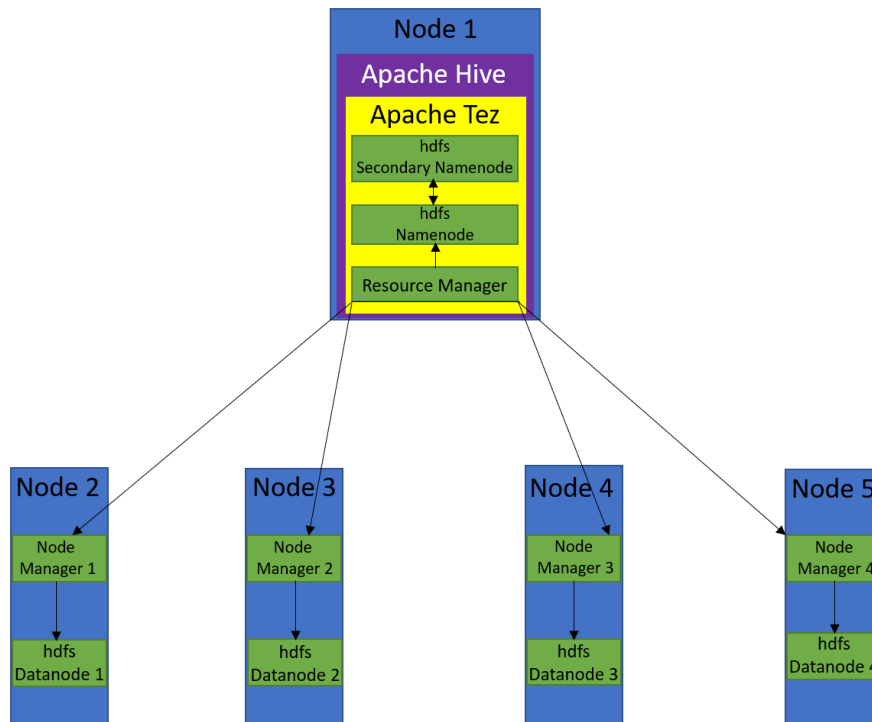 Node 1
Apache Hive
Apache Tez
hdfs
Secondary Namenode
hdfs
Namenode
Resource Manager
Node 2
Node 3
Node 4
Node 5
Node
Manager 1
Node
Manager 2
Node
Manager 3
Node
Manager 4
hdfs
Datanode 1
hdfs
Datanode 2
hdfs
Datanode 3
hdfs
Datanode 4